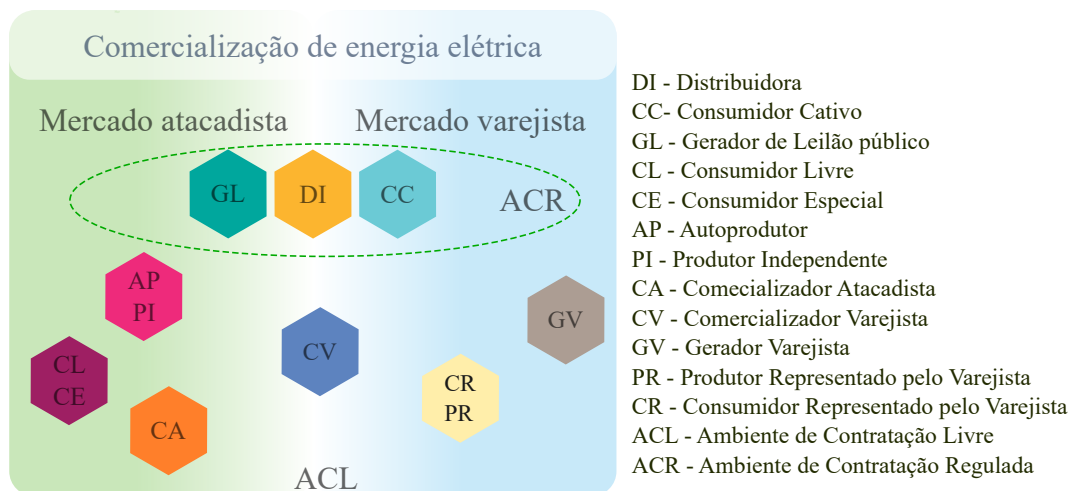 Comercialização de energia elétrica
Mercado atacadista
Mercado varejista
GL
DI
CC
ACR
AP
PI
GV
CV
CL
CE
CR
PR
CA
ACL
DI - Distribuidora
CC- Consumidor Cativo
GL - Gerador de Leilão público
CL - Consumidor Livre
CE - Consumidor Especial
AP - Autoprodutor
PI - Produtor Independente
CA - Comecializador Atacadista
CV - Comercializador Varejista
GV - Gerador Varejista
PR - Produtor Representado pelo Varejista
CR - Consumidor Representado pelo Varejista
ACL - Ambiente de Contratação Livre
ACR - Ambiente de Contratação Regulada